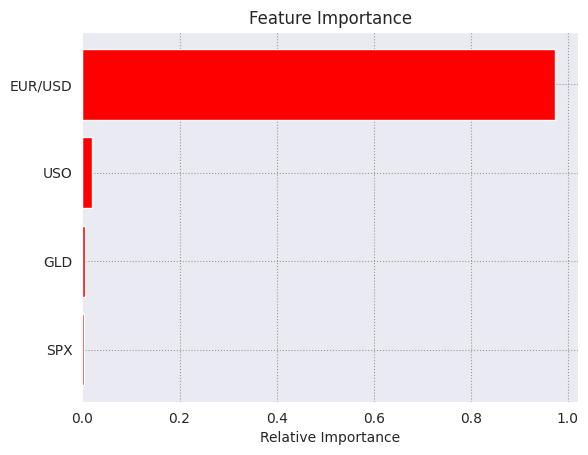 Feature Importance
EUR/USD
USO
GLD
SPX
0.0 0.2 0.4 0.6 0.8 1.0
Relative Importance